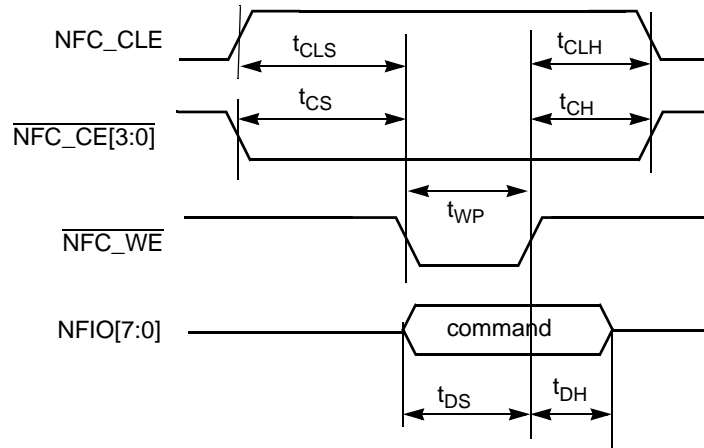 NFC_CLE
tCLS
tCLH
tCS
tCH
NFC_CE[3:0]
tWP
NFC_WE
NFIO[7:0]
command
tDS
tDH